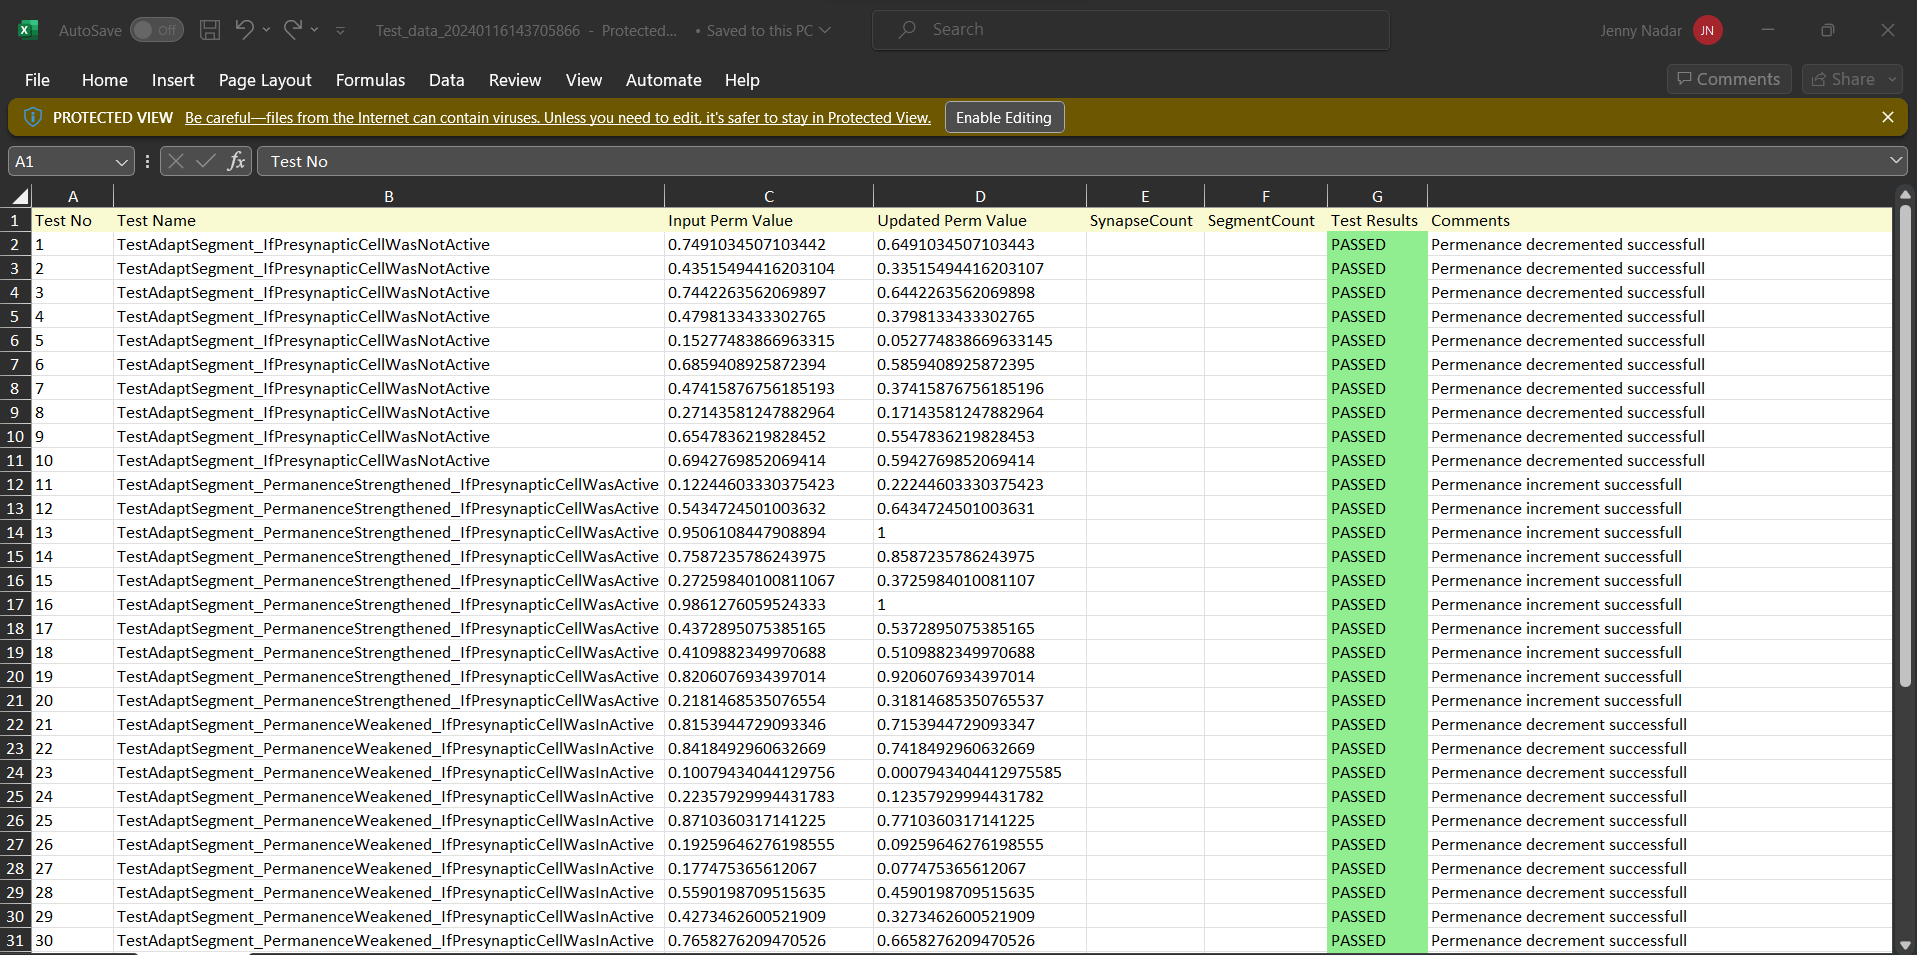 AutoSave Off Test_data_20240116143705866 - Protected... • Saved to this PC Search Jenny Nadar JN
File Home Insert Page Layout Formulas Data Review View Automate Help Comments Share
PROTECTED VIEW Be careful—files from the Internet can contain viruses. Unless you need to edit, it's safer to stay in Protected View. Enable Editing
A1 fx Test No
A B C D E F G
1 Test No Test Name Input Perm Value Updated Perm Value SynapseCount SegmentCount Test Results Comments
2 1 TestAdaptSegment_IfPresynapticCellWasNotActive 0.7491034507103442 0.6491034507103443 PASSED Permenance decremented successfull
3 2 TestAdaptSegment_IfPresynapticCellWasNotActive 0.43515494416203104 0.33515494416203107 PASSED Permenance decremented successfull
4 3 TestAdaptSegment_IfPresynapticCellWasNotActive 0.7442263562069897 0.6442263562069898 PASSED Permenance decremented successfull
5 4 TestAdaptSegment_IfPresynapticCellWasNotActive 0.4798133433302765 0.3798133433302765 PASSED Permenance decremented successfull
6 5 TestAdaptSegment_IfPresynapticCellWasNotActive 0.15277483866963315 0.052774838669633145 PASSED Permenance decremented successfull
7 6 TestAdaptSegment_IfPresynapticCellWasNotActive 0.6859408925872394 0.5859408925872395 PASSED Permenance decremented successfull
8 7 TestAdaptSegment_IfPresynapticCellWasNotActive 0.47415876756185193 0.37415876756185196 PASSED Permenance decremented successfull
9 8 TestAdaptSegment_IfPresynapticCellWasNotActive 0.27143581247882964 0.17143581247882964 PASSED Permenance decremented successfull
10 9 TestAdaptSegment_IfPresynapticCellWasNotActive 0.6547836219828452 0.5547836219828453 PASSED Permenance decremented successfull
11 10 TestAdaptSegment_IfPresynapticCellWasNotActive 0.6942769852069414 0.5942769852069414 PASSED Permenance decremented successfull
12 11 TestAdaptSegment_PermanenceStrengthened_IfPresynapticCellWasActive 0.12244603330375423 0.22244603330375423 PASSED Permenance increment successfull
13 12 TestAdaptSegment_PermanenceStrengthened_IfPresynapticCellWasActive 0.5434724501003632 0.6434724501003631 PASSED Permenance increment successfull
14 13 TestAdaptSegment_PermanenceStrengthened_IfPresynapticCellWasActive 0.9506108447908894 1 PASSED Permenance increment successfull
15 14 TestAdaptSegment_PermanenceStrengthened_IfPresynapticCellWasActive 0.7587235786243975 0.8587235786243975 PASSED Permenance increment successfull
16 15 TestAdaptSegment_PermanenceStrengthened_IfPresynapticCellWasActive 0.27259840100811067 0.3725984010081107 PASSED Permenance increment successfull
17 16 TestAdaptSegment_PermanenceStrengthened_IfPresynapticCellWasActive 0.9861276059524333 1 PASSED Permenance increment successfull
18 17 TestAdaptSegment_PermanenceStrengthened_IfPresynapticCellWasActive 0.4372895075385165 0.5372895075385165 PASSED Permenance increment successfull
19 18 TestAdaptSegment_PermanenceStrengthened_IfPresynapticCellWasActive 0.4109882349970688 0.5109882349970688 PASSED Permenance increment successfull
20 19 TestAdaptSegment_PermanenceStrengthened_IfPresynapticCellWasActive 0.8206076934397014 0.9206076934397014 PASSED Permenance increment successfull
21 20 TestAdaptSegment_PermanenceStrengthened_IfPresynapticCellWasActive 0.2181468535076554 0.31814685350765537 PASSED Permenance increment successfull
22 21 TestAdaptSegment_PermanenceWeakened_IfPresynapticCellWasInActive 0.8153944729093346 0.7153944729093347 PASSED Permenance decrement successfull
23 22 TestAdaptSegment_PermanenceWeakened_IfPresynapticCellWasInActive 0.8418492960632669 0.7418492960632669 PASSED Permenance decrement successfull
24 23 TestAdaptSegment_PermanenceWeakened_IfPresynapticCellWasInActive 0.10079434044129756 0.0007943404412975585 PASSED Permenance decrement successfull
25 24 TestAdaptSegment_PermanenceWeakened_IfPresynapticCellWasInActive 0.22357929994431783 0.12357929994431782 PASSED Permenance decrement successfull
26 25 TestAdaptSegment_PermanenceWeakened_IfPresynapticCellWasInActive 0.8710360317141225 0.7710360317141225 PASSED Permenance decrement successfull
27 26 TestAdaptSegment_PermanenceWeakened_IfPresynapticCellWasInActive 0.19259646276198555 0.09259646276198555 PASSED Permenance decrement successfull
28 27 TestAdaptSegment_PermanenceWeakened_IfPresynapticCellWasInActive 0.177475365612067 0.077475365612067 PASSED Permenance decrement successfull
29 28 TestAdaptSegment_PermanenceWeakened_IfPresynapticCellWasInActive 0.5590198709515635 0.4590198709515635 PASSED Permenance decrement successfull
30 29 TestAdaptSegment_PermanenceWeakened_IfPresynapticCellWasInActive 0.4273462600521909 0.3273462600521909 PASSED Permenance decrement successfull
31 30 TestAdaptSegment_PermanenceWeakened_IfPresynapticCellWasInActive 0.7658276209470526 0.6658276209470526 PASSED Permenance decrement successfull